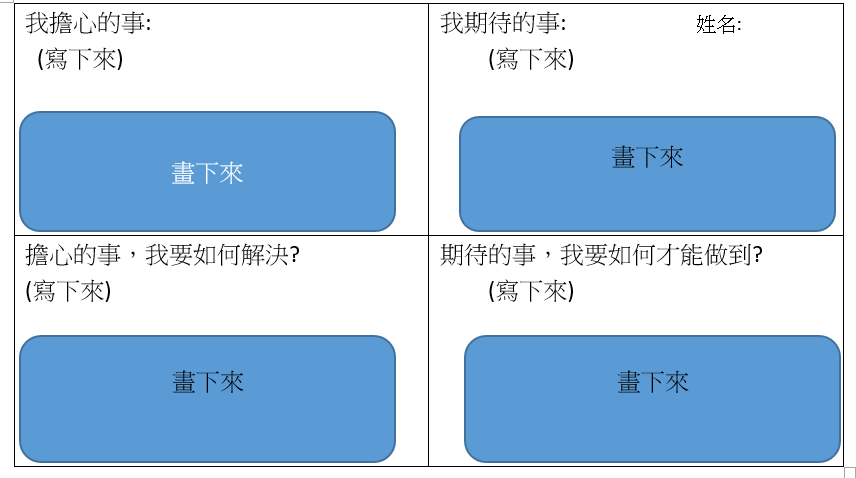 我擔心的事:
(寫下來)
畫下來
我期待的事: 姓名:
(寫下來)
畫下來
擔心的事，我要如何解決?
(寫下來)
畫下來
期待的事，我要如何才能做到?
(寫下來)
畫下來